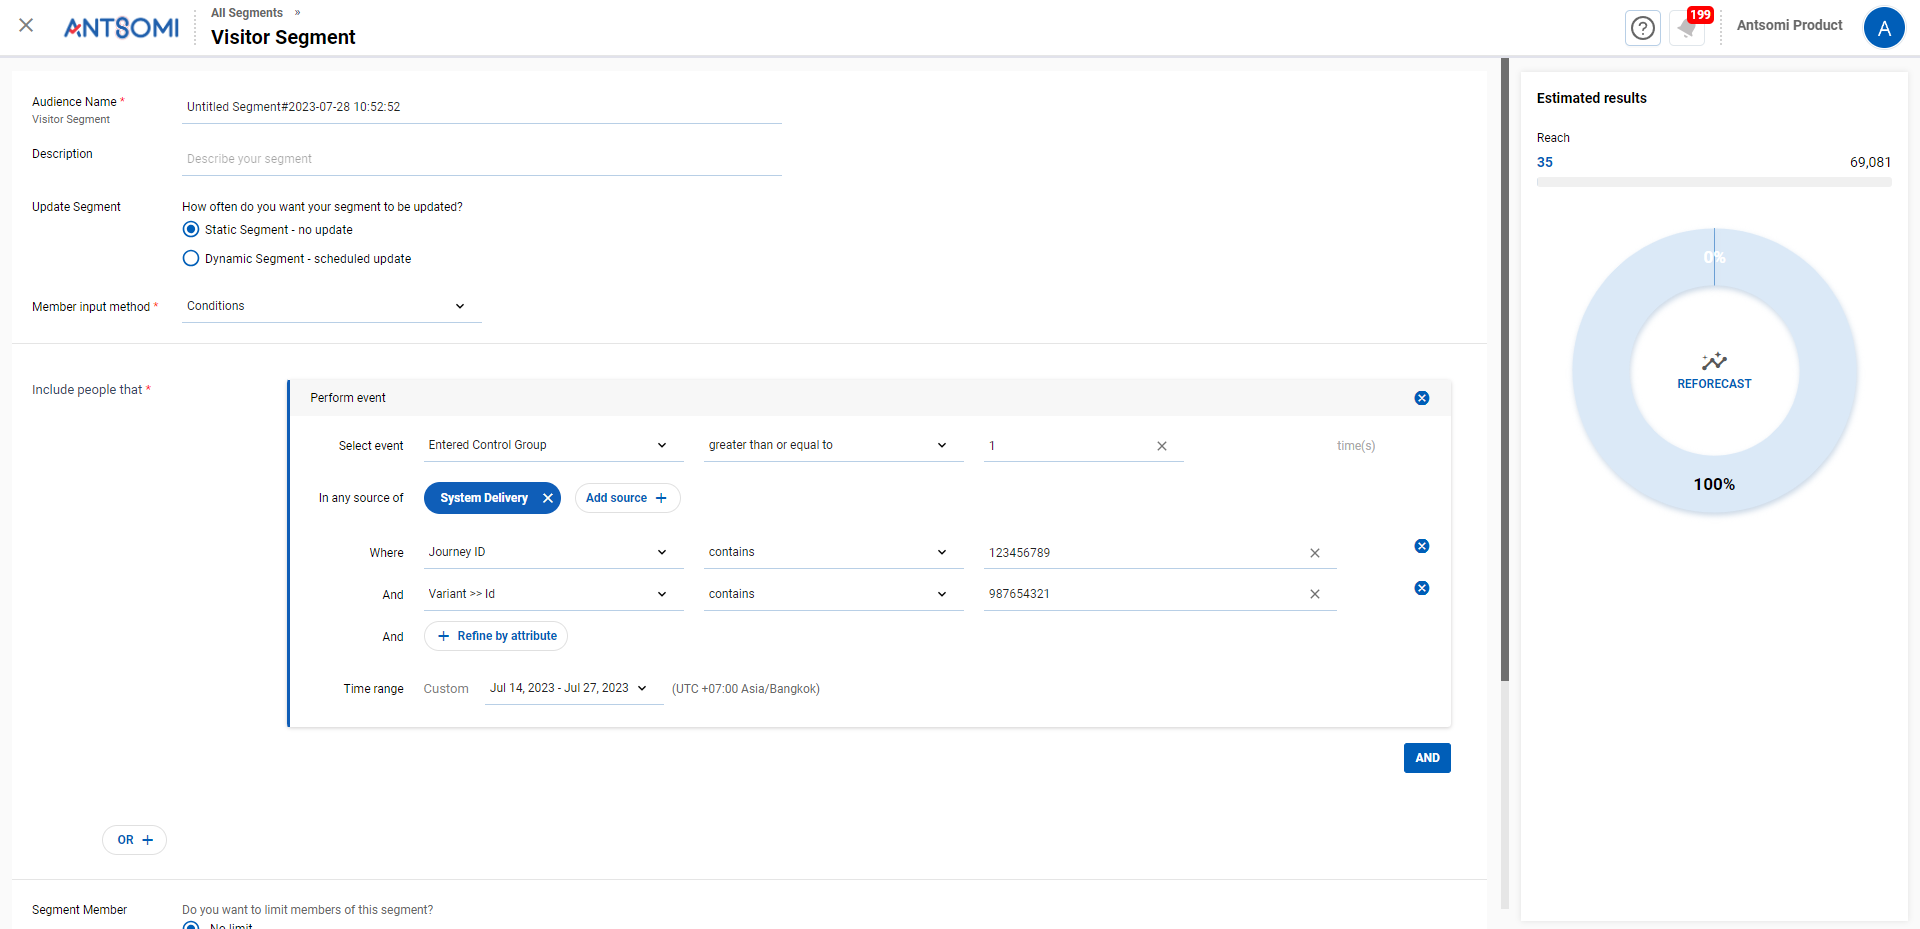 ANTSOMI
All Segments »
Visitor Segment
199
Antsomi Product
A
Audience Name *
Visitor Segment
Untitled Segment#2023-07-28 10:52:52
Description
Describe your segment
Update Segment
How often do you want your segment to be updated?
Static Segment - no update
Dynamic Segment - scheduled update
Member input method *
Conditions
Include people that *
Perform event
Select event
Entered Control Group
greater than or equal to
1
time(s)
In any source of
System Delivery
Add source +
Where
Journey ID
contains
123456789
And
Variant >> Id
contains
987654321
And
+ Refine by attribute
Time range
Custom
Jul 14, 2023 - Jul 27, 2023
(UTC +07:00 Asia/Bangkok)
AND
OR +
Segment Member
Do you want to limit members of this segment?
No limit
Estimated results
Reach
35
69,081
0%
REFORECAST
100%